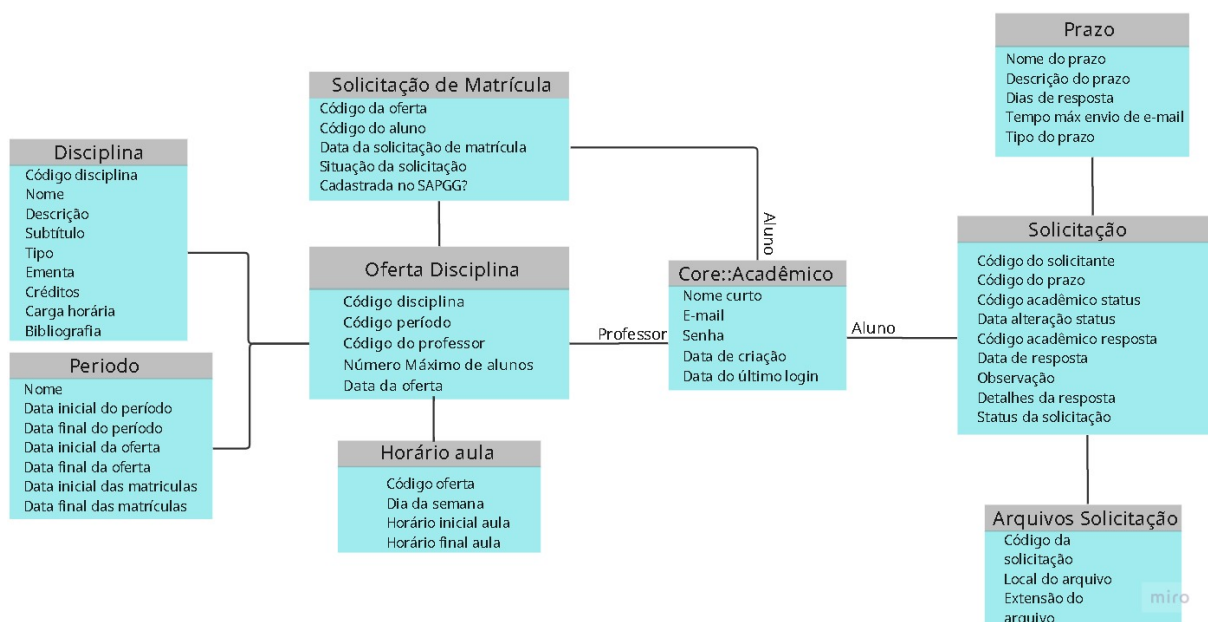 Prazo
Nome do prazo
Descrição do prazo
Dias de resposta
Tempo máx envio de e-mail
Tipo do prazo
Solicitação de Matrícula
Código da oferta
Código do aluno
Data da solicitação de matrícula
Situação da solicitação
Cadastrada no SAPGG?
Disciplina
Código disciplina
Nome
Descrição
Subtítulo
Tipo
Ementa
Créditos
Carga horária
Bibliografia
Aluno
Oferta Disciplina
Código disciplina
Código período
Código do professor
Número Máximo de alunos
Data da oferta
Professor
Core::Acadêmico
Nome curto
E-mail
Senha
Data de criação
Data do último login
Aluno
Solicitação
Código do solicitante
Código do prazo
Código acadêmico status
Data alteração status
Código acadêmico resposta
Data de resposta
Observação
Detalhes da resposta
Status da solicitação
Periodo
Nome
Data inicial do período
Data final do período
Data inicial da oferta
Data final da oferta
Data inicial das matriculas
Data final das matrículas
Horário aula
Código oferta
Dia da semana
Horário inicial aula
Horário final aula
Arquivos Solicitação
Código da
solicitação
Local do arquivo
Extensão do
arquivo
miro